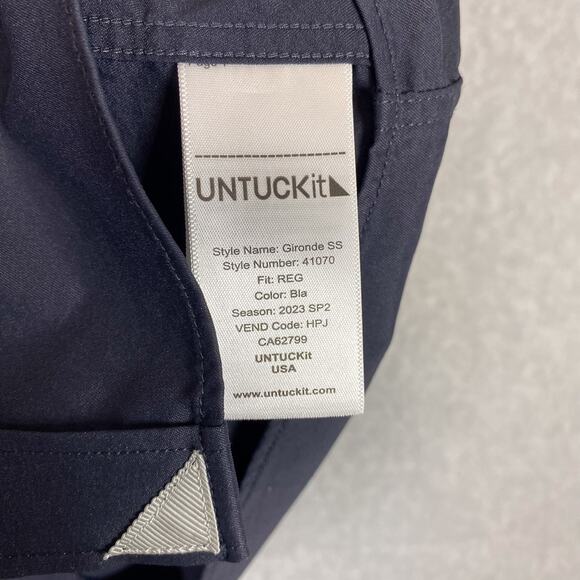 UNTUCKit
Style Name: Gironde SS
Style Number: 41070
Fit: REG
Color: Bla
Season: 2023 SP2
VEND Code: HPJ
CA62799
UNTUCKit
USA
www.untuckit.com